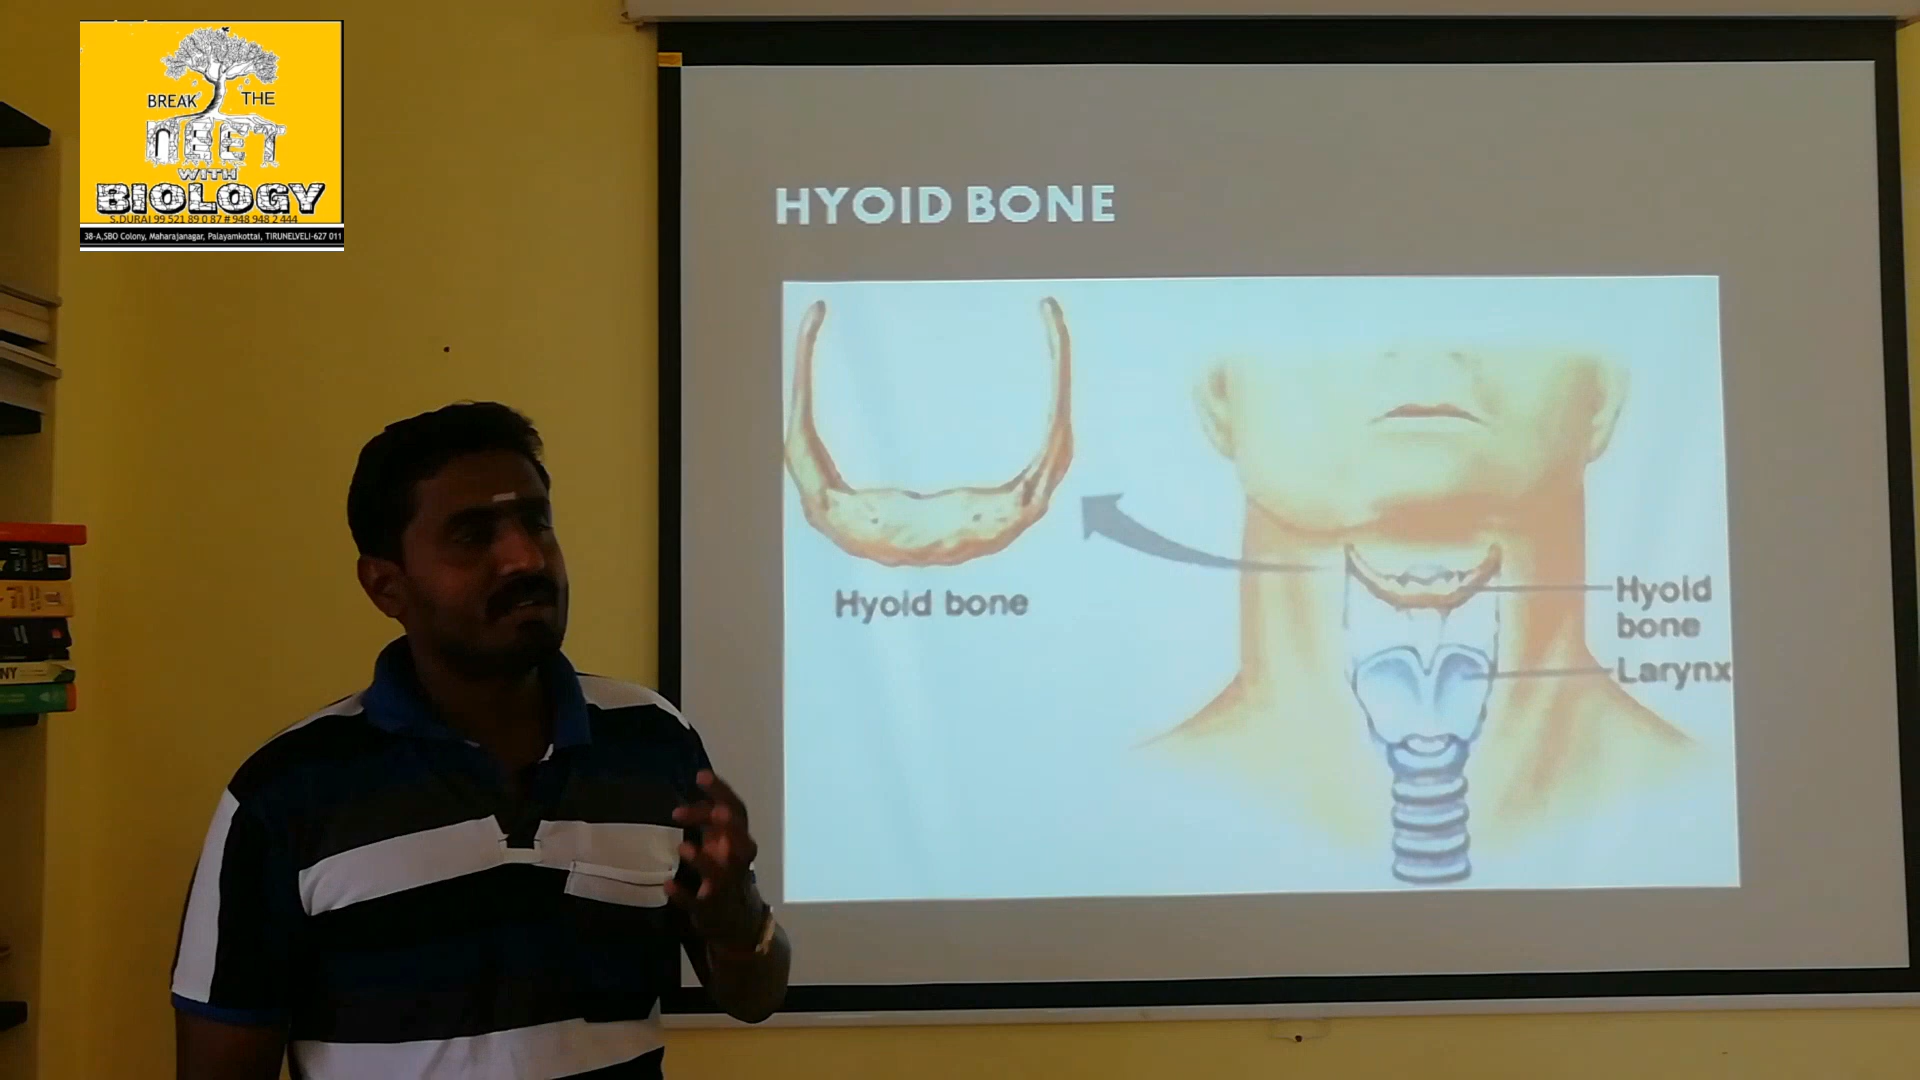 BREAK THE
NEET
WITH
BIOLOGY
S.DURAI 99 521 89 0 87 # 948 948 2 444
38-A,SBO Colony, Maharajanagar, Palayamkottai, TIRUNELVELI-627 011
HYOID BONE
Hyoid bone
Hyoid
bone
Larynx
NY